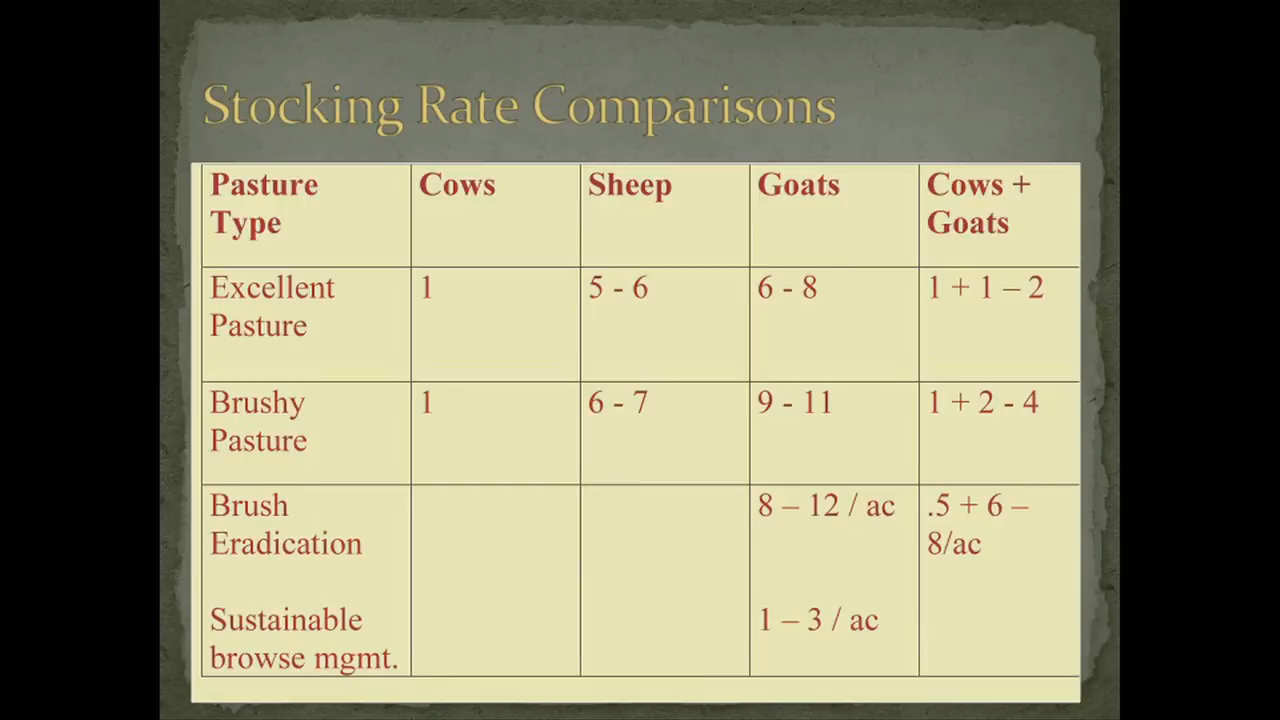 Stocking Rate Comparisons
Pasture Type
Cows
Sheep
Goats
Cows + Goats
Excellent Pasture
1
5 - 6
6 - 8
1 + 1 – 2
Brushy Pasture
1
6 - 7
9 - 11
1 + 2 - 4
Brush Eradication
8 – 12 / ac
.5 + 6 – 8/ac
Sustainable browse mgmt.
1 – 3 / ac